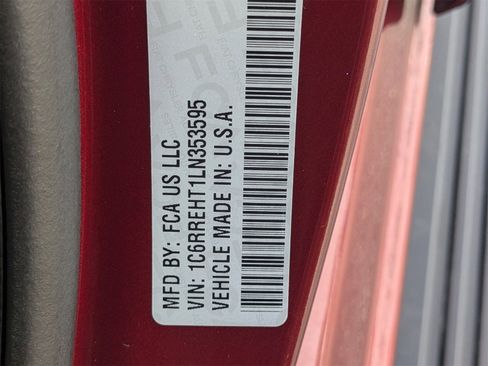 MFD BY: FCA US LLC
VIN: 1C6RREHT1LN353595
VEHICLE MADE IN: U.S.A.